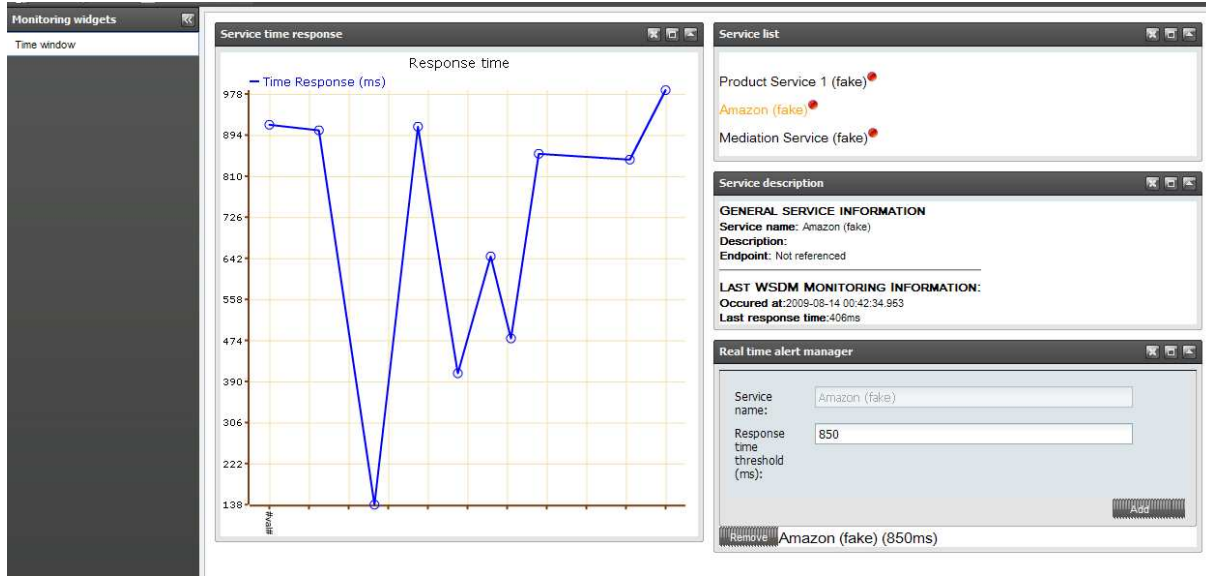 Monitoring widgets
Time window
Service time response
Response time
Time Response (ms)
978
894
810
726
642
558
474
390
306
222
138
#val#
Service list
Product Service 1 (fake)
Amazon (fake)
Mediation Service (fake)
Service description
GENERAL SERVICE INFORMATION
Service name: Amazon (fake)
Description:
Endpoint: Not referenced
LAST WSDM MONITORING INFORMATION:
Occured at:2009-08-14 00:42:34.953
Last response time:406ms
Real time alert manager
Service
name:
Amazon (fake)
Response
time
threshold
(ms):
850
Add
Remove Amazon (fake) (850ms)